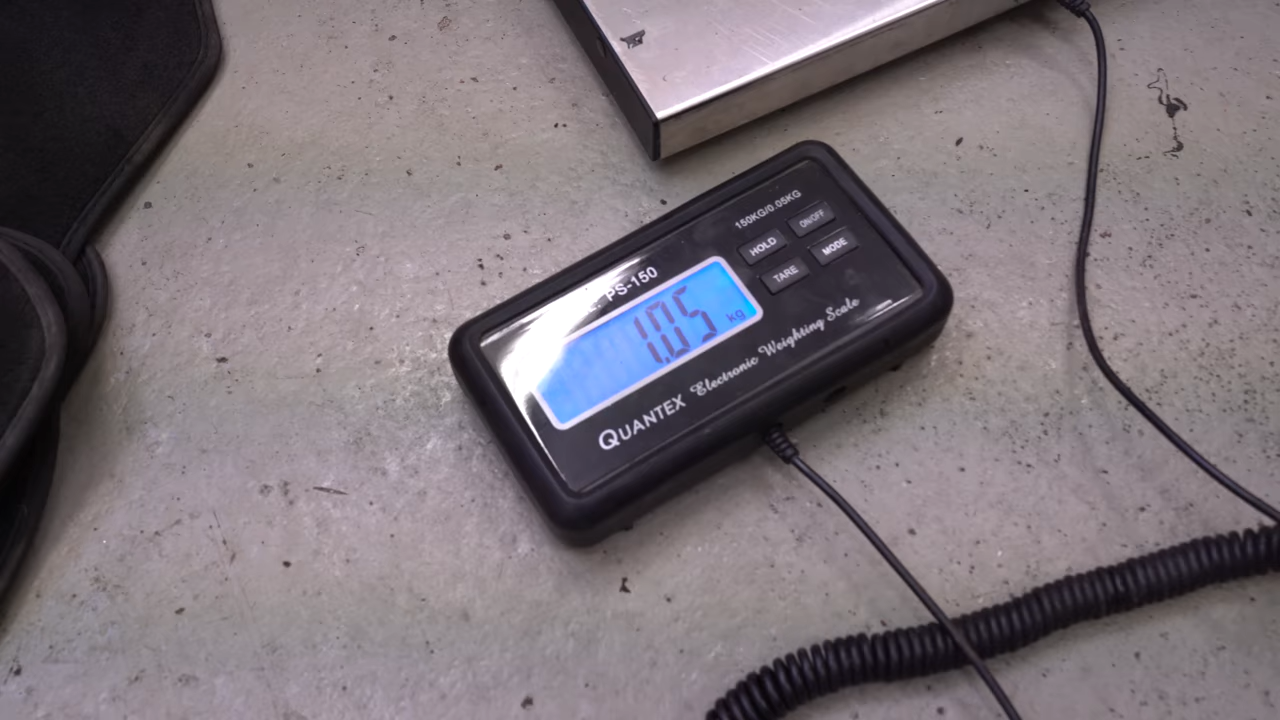 PS-150
150KG/0.05KG
HOLD
ON/OFF
TARE
MODE
1.05 kg
QUANTEX Electronic Weighting Scale